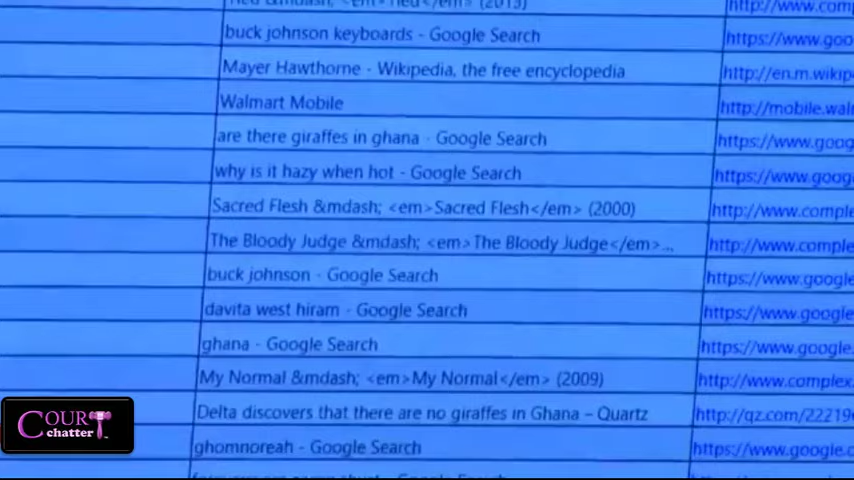 buck johnson keyboards - Google Search https://www.goo
Mayer Hawthorne - Wikipedia, the free encyclopedia http://en.m.wikip
Walmart Mobile http://mobile.wal
are there giraffes in ghana - Google Search https://www.goog
why is it hazy when hot - Google Search https://www.goog
Sacred Flesh &mdash; <em>Sacred Flesh</em> (2000) http://www.comple
The Bloody Judge &mdash; <em>The Bloody Judge</em>... http://www.comple
buck johnson - Google Search https://www.google
davita west hiram - Google Search https://www.google
ghana - Google Search https://www.google.
My Normal &mdash; <em>My Normal</em> (2009) http://www.complex
Delta discovers that there are no giraffes in Ghana – Quartz http://qz.com/22219
ghomnoreah - Google Search https://www.google.c
COURT
chatter